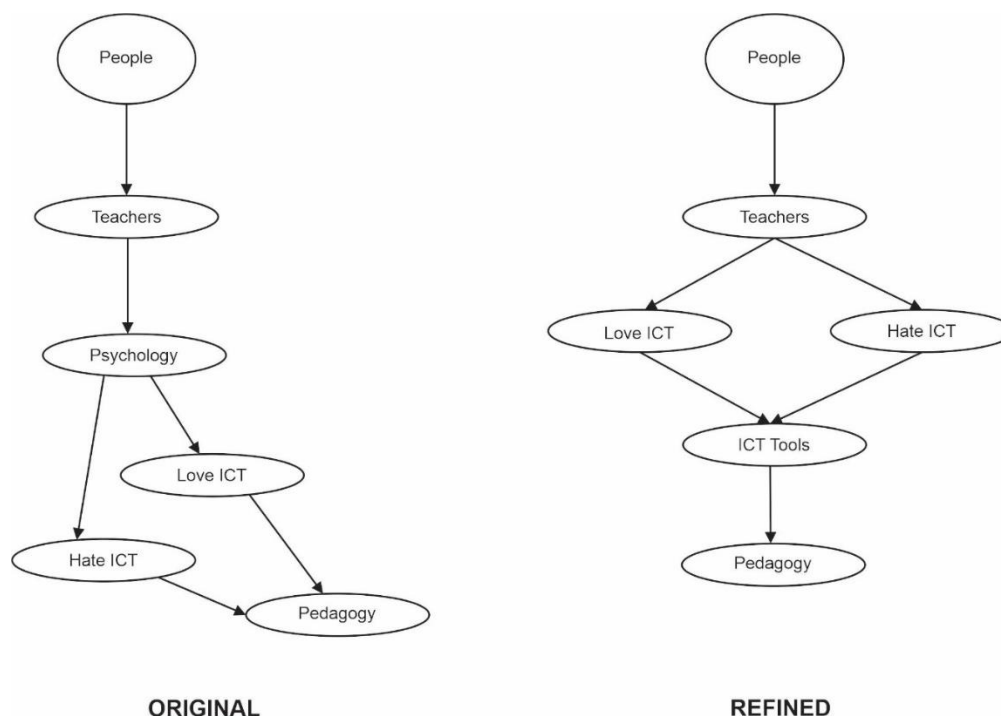 People
Teachers
Psychology
Love ICT
Hate ICT
Pedagogy
ORIGINAL
People
Teachers
Love ICT
Hate ICT
ICT Tools
Pedagogy
REFINED